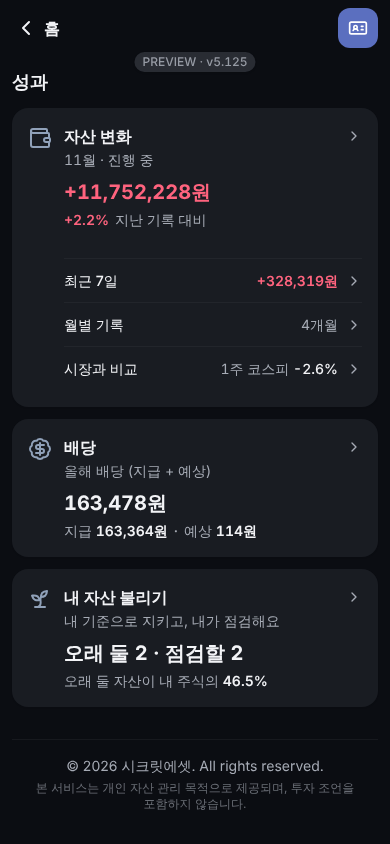 홈
PREVIEW · v5.125
성과
자산 변화
11월 · 진행 중
+11,752,228원
+2.2% 지난 기록 대비
최근 7일 +328,319원
월별 기록 4개월
시장과 비교 1주 코스피 -2.6%
배당
올해 배당 (지급 + 예상)
163,478원
지급 163,364원 · 예상 114원
내 자산 불리기
내 기준으로 지키고, 내가 점검해요
오래 둘 2 · 점검할 2
오래 둘 자산이 내 주식의 46.5%
© 2026 시크릿에셋. All rights reserved.
본 서비스는 개인 자산 관리 목적으로 제공되며, 투자 조언을
포함하지 않습니다.